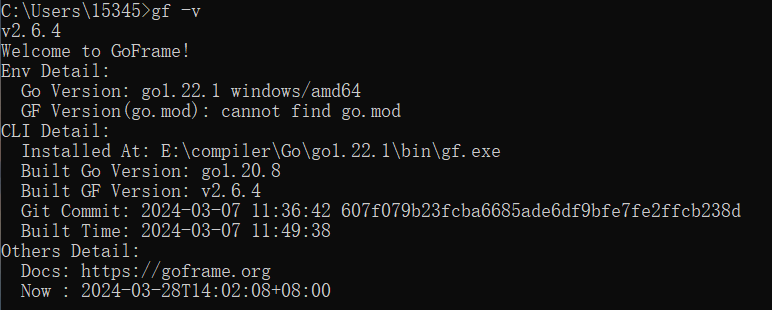 C:\Users\15345>gf -v
v2.6.4
Welcome to GoFrame!
Env Detail:
  Go Version: go1.22.1 windows/amd64
  GF Version(go.mod): cannot find go.mod
CLI Detail:
  Installed At: E:\compiler\Go\go1.22.1\bin\gf.exe
  Built Go Version: go1.20.8
  Built GF Version: v2.6.4
  Git Commit: 2024-03-07 11:36:42 607f079b23fcba6685ade6df9bfe7fe2ffcb238d
  Built Time: 2024-03-07 11:49:38
Others Detail:
  Docs: https://goframe.org
  Now : 2024-03-28T14:02:08+08:00